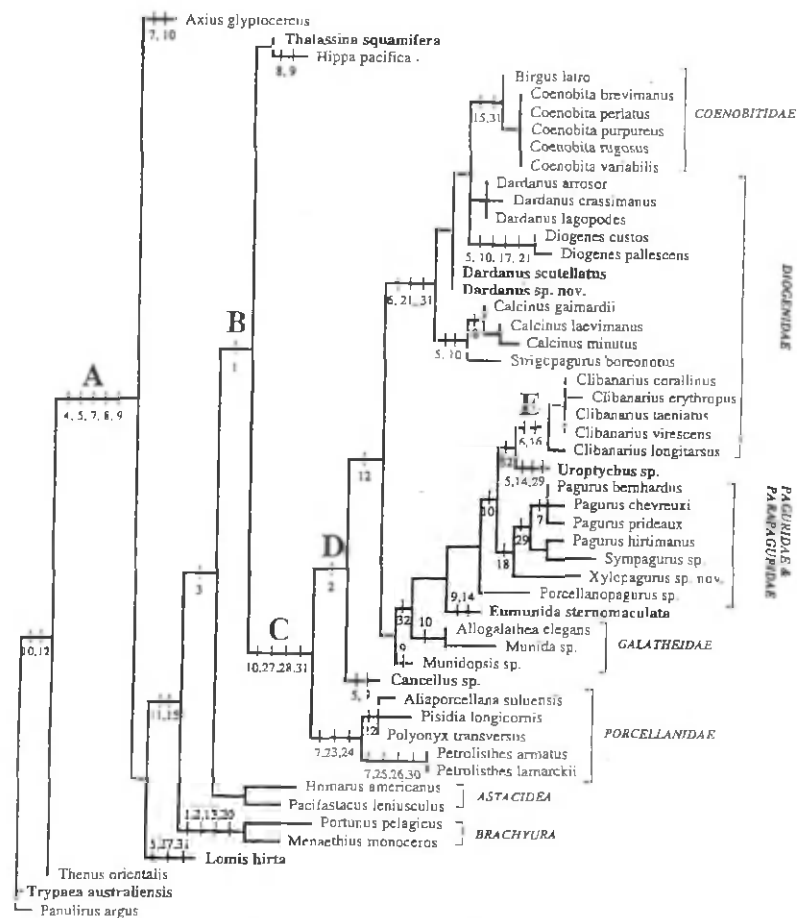 Axius glyptocercus
7, 10
Thalassina squamifera
Hippa pacifica
8, 9
Birgus latro
Coenobita brevimanus
Coenobita perlatus
Coenobita purpureus
Coenobita rugosus
Coenobita variabilis
15,31
COENOBITIDAE
Dardanus arrosor
Dardanus crassimanus
Dardanus lagopodes
Diogenes custos
Diogenes pallescens
5, 10, 17, 21
Dardanus scutellatus
Dardanus sp. nov.
6, 21, 31
Calcinus gaimardii
Calcinus laevimanus
Calcinus minutus
Strigopagurus boreonotus
5, 10
DIOGENIDAE
B
1
A
4, 5, 7, 8, 9
Clibanarius corallinus
Clibanarius erythropus
Clibanarius taeniatus
Clibanarius virescens
Clibanarius longitarsus
E
6,16
32
Uroptychus sp.
5,14,29
12
Pagurus bernhardus
Pagurus chevreuxi
Pagurus prideaux
Pagurus hirtimanus
Sympagurus sp.
Xylopagurus sp. nov.
Porcellanopagurus sp.
10
7
29
18
PAGURIDAE &
PARAPAGURIDAE
D
2
3
9,14
Eumunida sternomaculata
32
10
Allogalathea elegans
Munida sp.
9
Munidopsis sp.
GALATHEIDAE
C
10,27,28,31
10,12
Cancellus sp.
Aliaporcellana suluensis
Pisidia longicornis
12
Polyonyx transversus
7,23,24
Petrolisthes armatus
7,25,26,30
Petrolisthes lamarckii
PORCELLANIDAE
11,15
Homarus americanus
Pacifastacus leniusculus
ASTACIDEA
1,2,13,20
Portunus pelagicus
Menaethius monoceros
BRACHYURA
Lomis hirta
Thenus orientalis
Trypaea australiensis
Panulirus argus